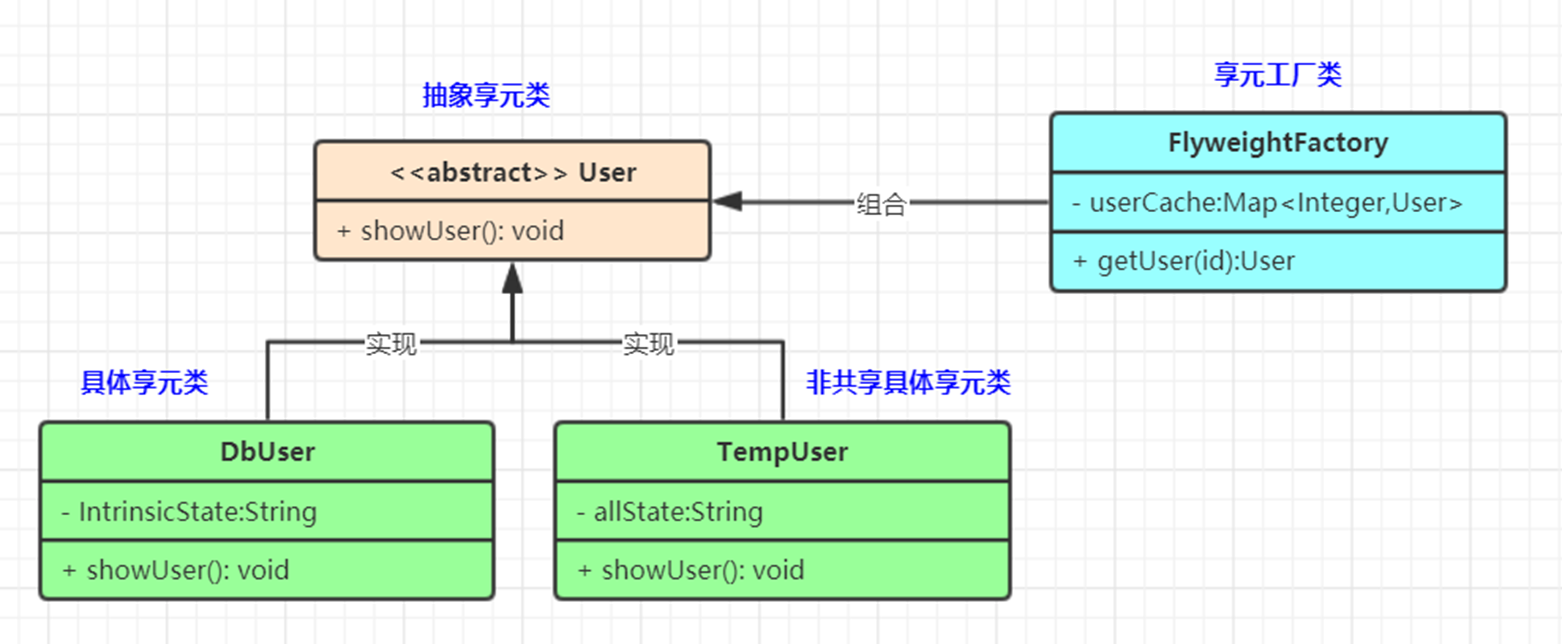 享元工厂类
抽象享元类
FlyweightFactory
<<abstract>> User
- userCache:Map<Integer,User>
组合
+ showUser(): void
+ getUser(id):User
实现
实现
具体享元类
非共享具体享元类
DbUser
TempUser
- IntrinsicState:String
- allState:String
+ showUser(): void
+ showUser(): void